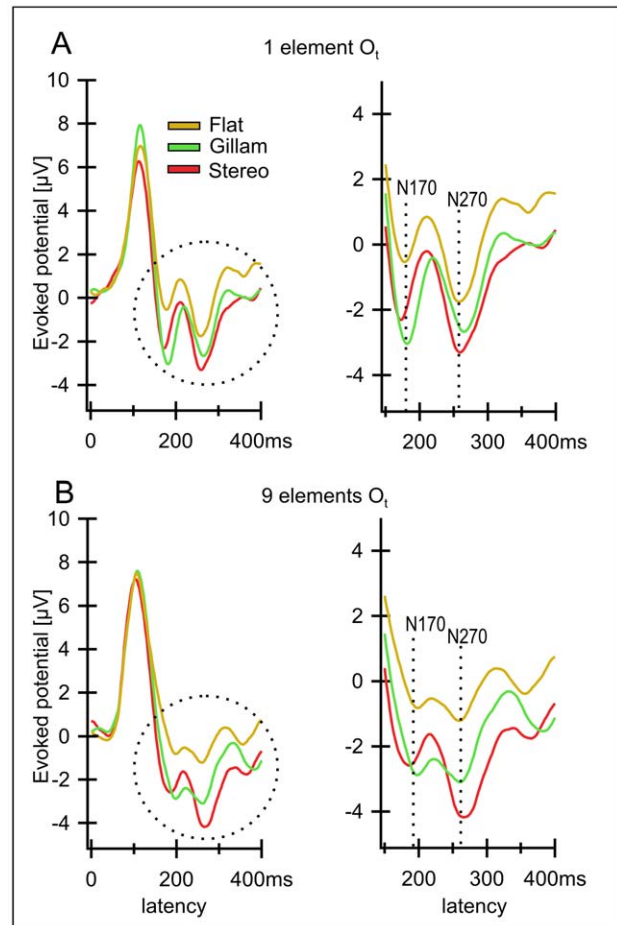 A
1 element Oₜ
10
8
6
4
2
0
-2
-4
Evoked potential [µV]
Flat
Gillam
Stereo
0
200
400ms
4
2
0
-2
-4
N170
N270
200
300
400ms
B
9 elements Oₜ
10
8
6
4
2
0
-2
-4
Evoked potential [µV]
0
200
400ms
latency
4
2
0
-2
-4
N170
N270
200
300
400ms
latency